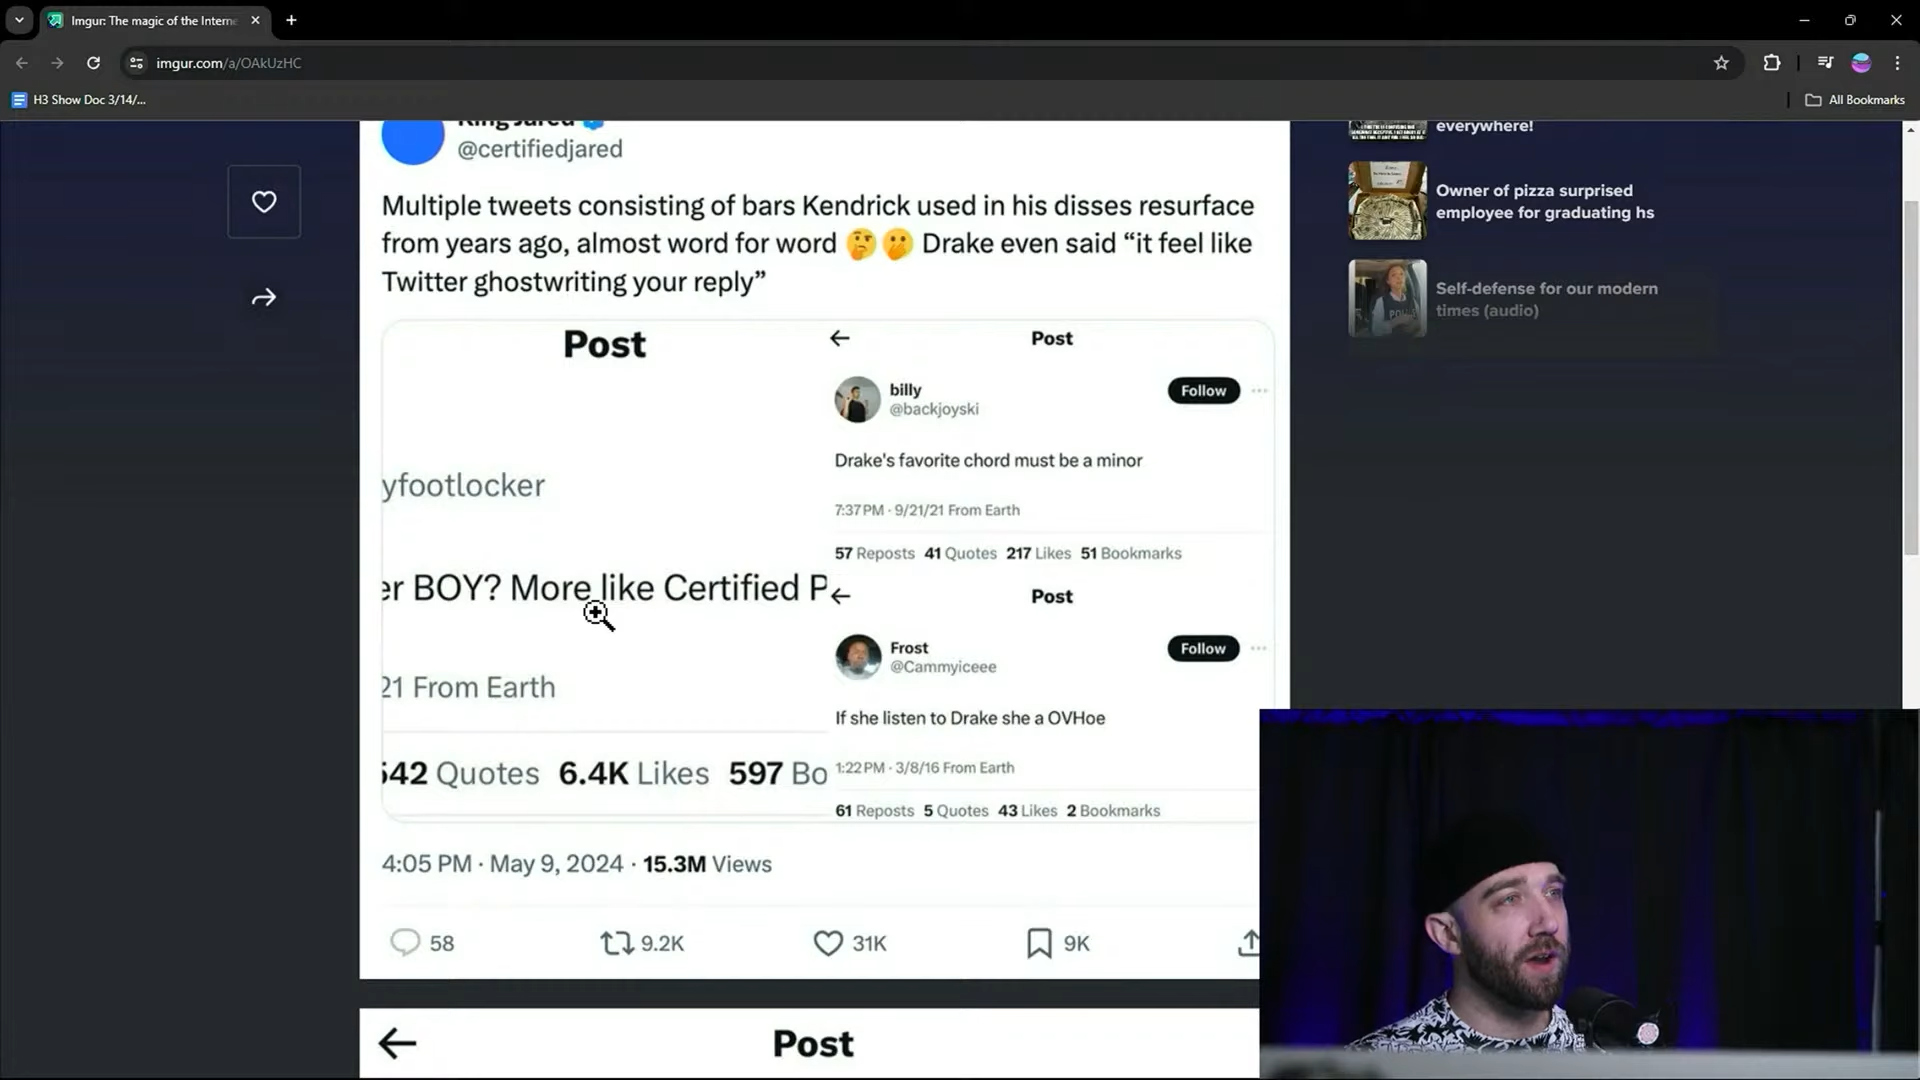 Imgur: The magic of the Interne
imgur.com/a/OAkUzHC
H3 Show Doc 3/14/...
All Bookmarks
King Jared
@certifiedjared
Multiple tweets consisting of bars Kendrick used in his disses resurface
from years ago, almost word for word 🤔🫢 Drake even said “it feel like
Twitter ghostwriting your reply”
Post
yfootlocker
er BOY? More like Certified P
21 From Earth
542 Quotes 6.4K Likes 597 Bo
Post
billy
@backjoyski
Follow
Drake's favorite chord must be a minor
7:37 PM · 9/21/21 From Earth
57 Reposts 41 Quotes 217 Likes 51 Bookmarks
Post
Frost
@Cammyiceee
Follow
If she listen to Drake she a OVHoe
1:22 PM · 3/8/16 From Earth
61 Reposts 5 Quotes 43 Likes 2 Bookmarks
4:05 PM · May 9, 2024 · 15.3M Views
58 9.2K 31K 9K
Post
everywhere!
Owner of pizza surprised
employee for graduating hs
Self-defense for our modern
times (audio)